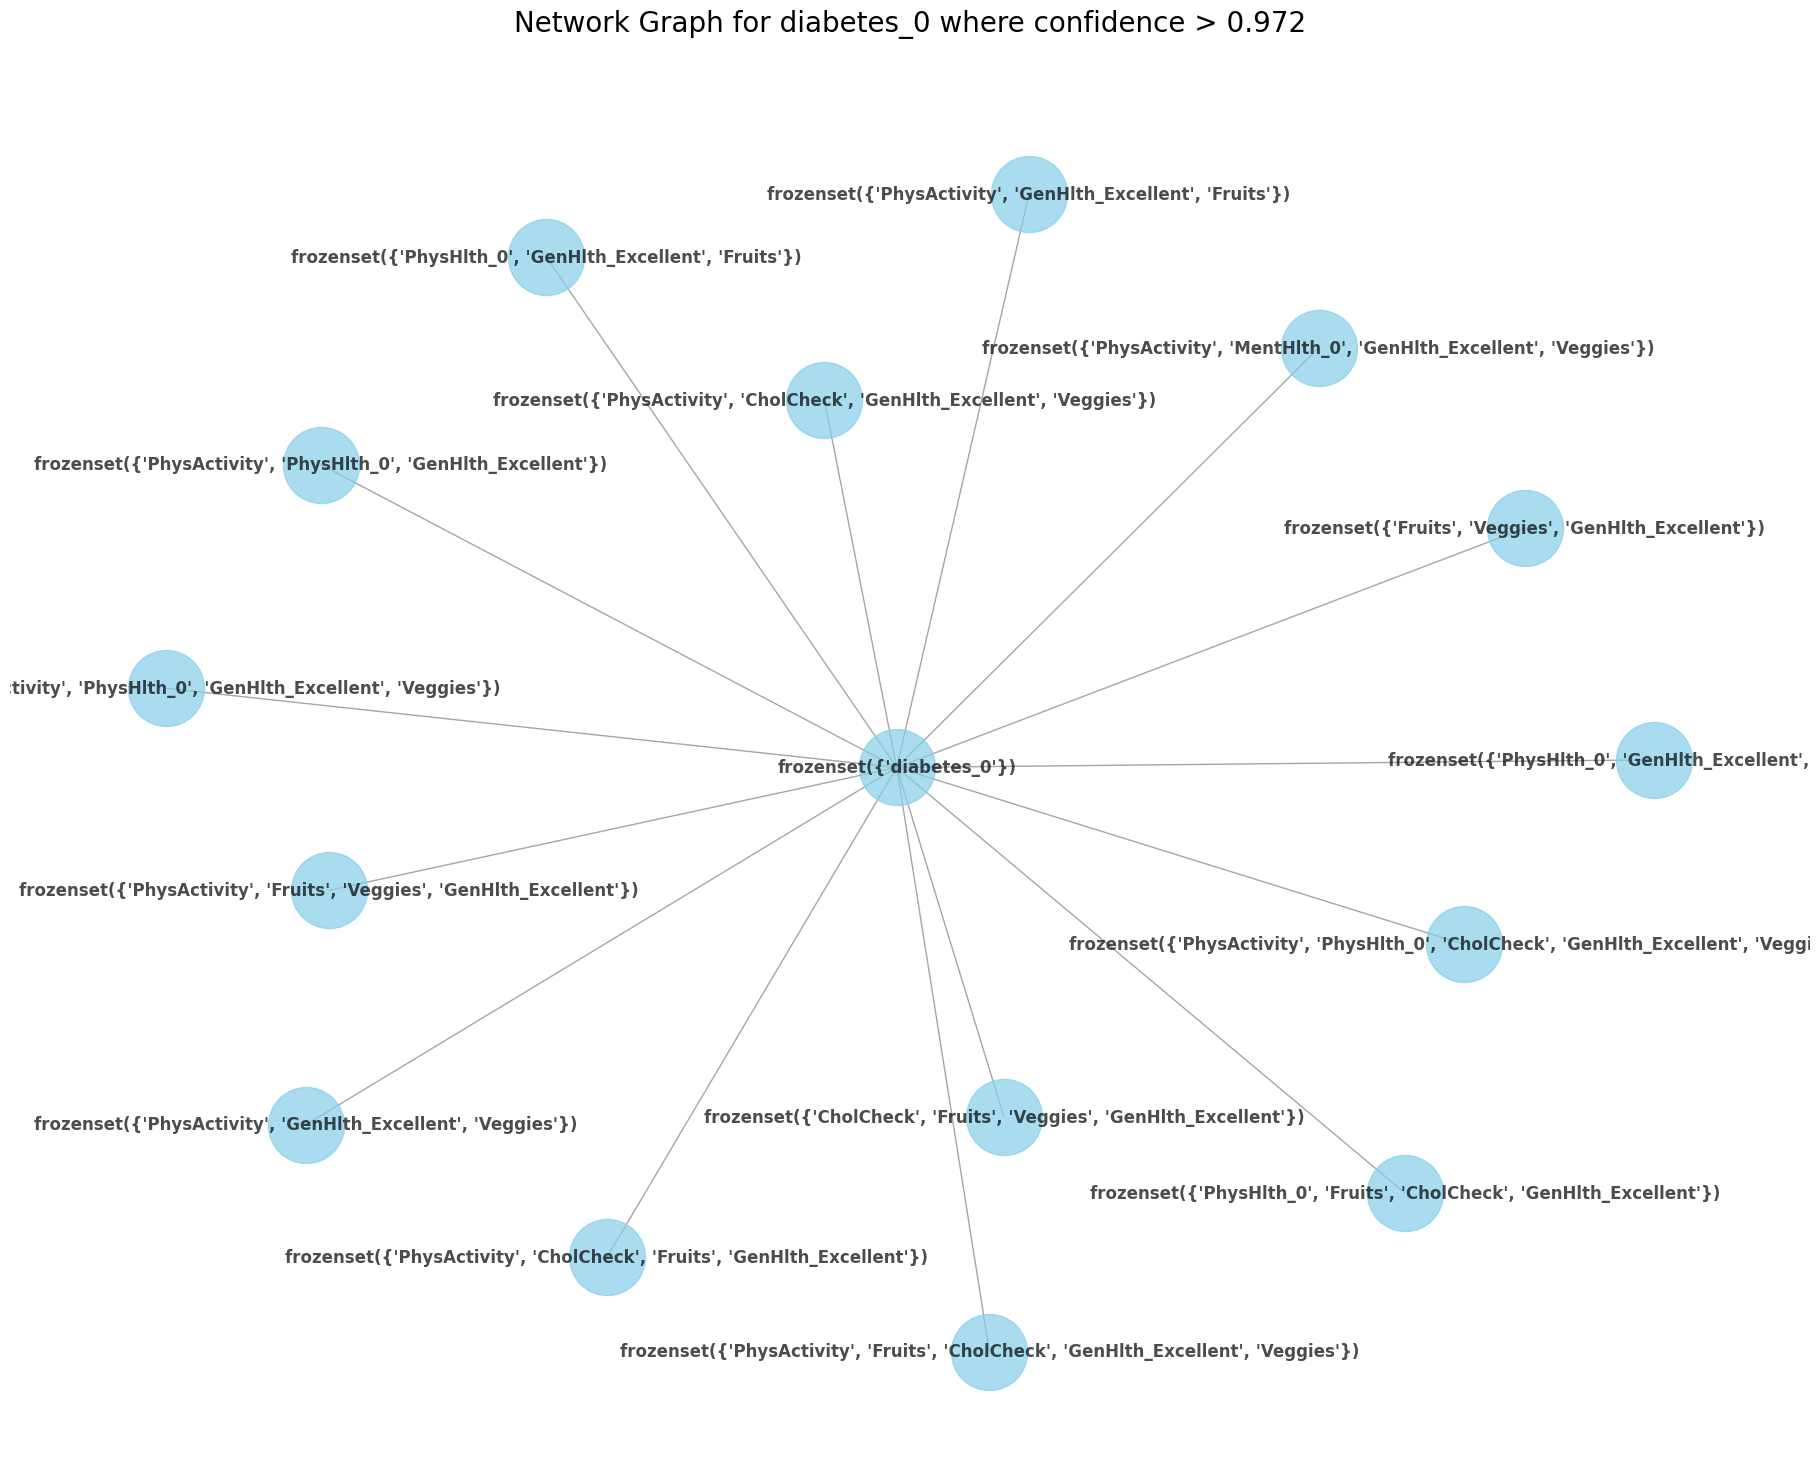 Network Graph for diabetes_0 where confidence > 0.972
frozenset({'PhysActivity', 'GenHlth_Excellent', 'Fruits'})
frozenset({'PhysHlth_0', 'GenHlth_Excellent', 'Fruits'})
frozenset({'PhysActivity', 'MentHlth_0', 'GenHlth_Excellent', 'Veggies'})
frozenset({'PhysActivity', 'CholCheck', 'GenHlth_Excellent', 'Veggies'})
frozenset({'PhysActivity', 'PhysHlth_0', 'GenHlth_Excellent'})
frozenset({'Fruits', 'Veggies', 'GenHlth_Excellent'})
tivity', 'PhysHlth_0', 'GenHlth_Excellent', 'Veggies'})
frozenset({'PhysHlth_0', 'GenHlth_Excellent',
frozenset({'diabetes_0'})
frozenset({'PhysActivity', 'Fruits', 'Veggies', 'GenHlth_Excellent'})
frozenset({'PhysActivity', 'PhysHlth_0', 'CholCheck', 'GenHlth_Excellent', 'Veggi
frozenset({'CholCheck', 'Fruits', 'Veggies', 'GenHlth_Excellent'})
frozenset({'PhysActivity', 'GenHlth_Excellent', 'Veggies'})
frozenset({'PhysHlth_0', 'Fruits', 'CholCheck', 'GenHlth_Excellent'})
frozenset({'PhysActivity', 'CholCheck', 'Fruits', 'GenHlth_Excellent'})
frozenset({'PhysActivity', 'Fruits', 'CholCheck', 'GenHlth_Excellent', 'Veggies'})